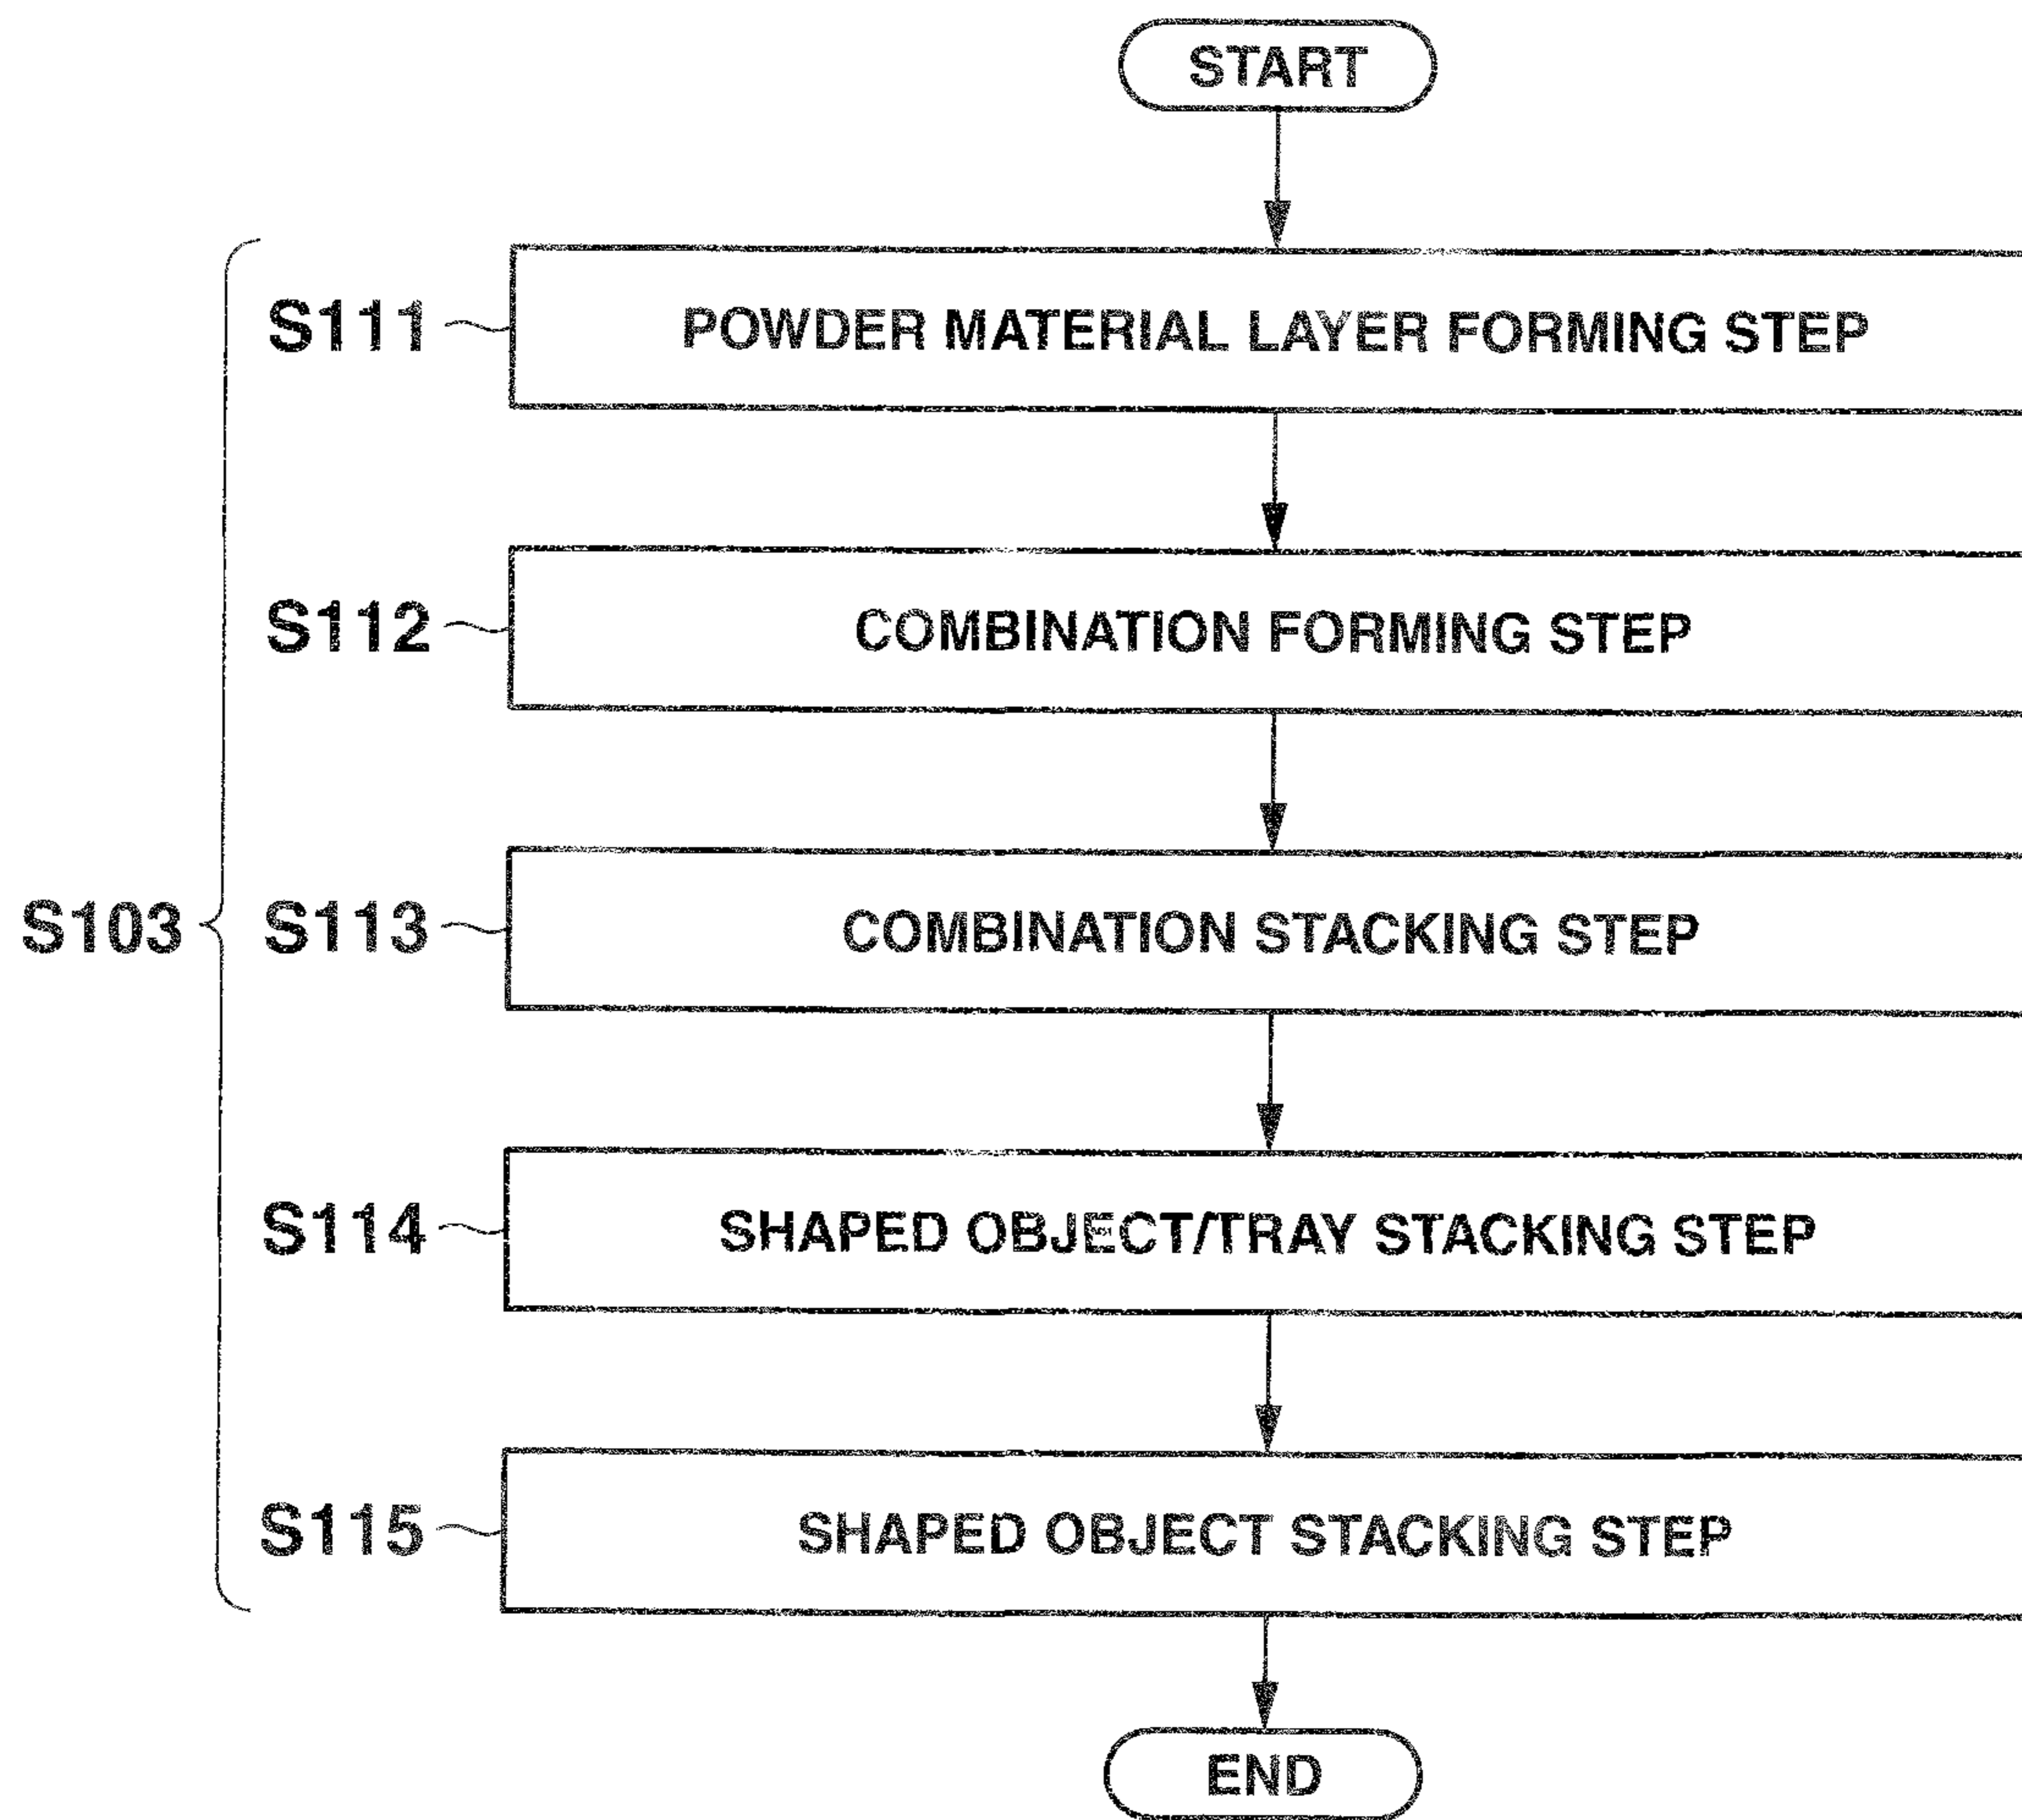 START
S111 POWDER MATERIAL LAYER FORMING STEP
S112 COMBINATION FORMING STEP
S103 S113 COMBINATION STACKING STEP
S114 SHAPED OBJECT/TRAY STACKING STEP
S115 SHAPED OBJECT STACKING STEP
END